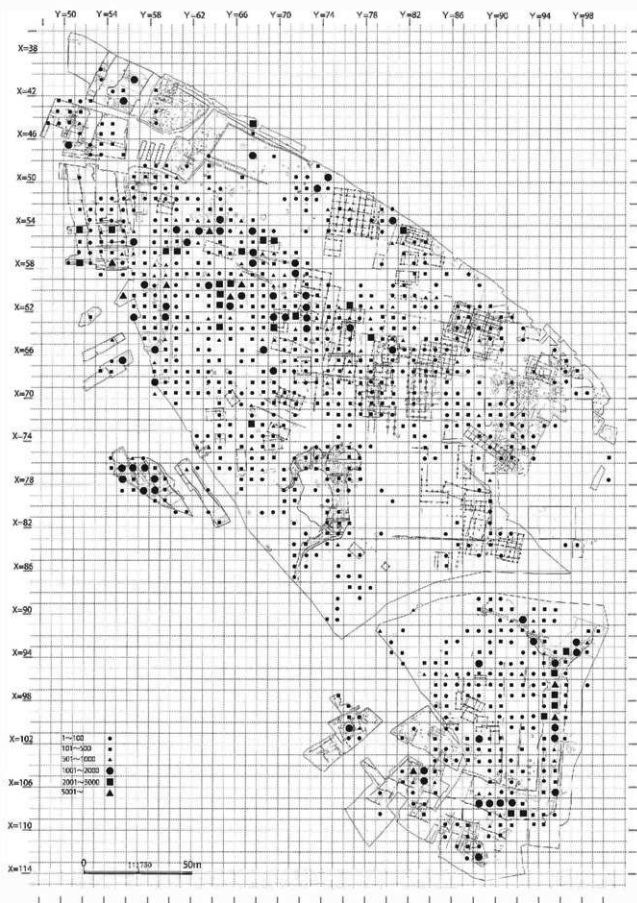 Y=50 Y=54 Y=58 Y=62 Y=66 Y=70 Y=74 Y=78 Y=82 Y=86 Y=90 Y=94 Y=98
X=38
X=42
X=46
X=50
X=54
X=58
X=62
X=66
X=70
X=74
X=78
X=82
X=86
X=90
X=94
X=98
X=102
X=106
X=110
X=114
1〜100
101〜500
501〜1000
1001〜2000
2001〜5000
5001〜
0 50m